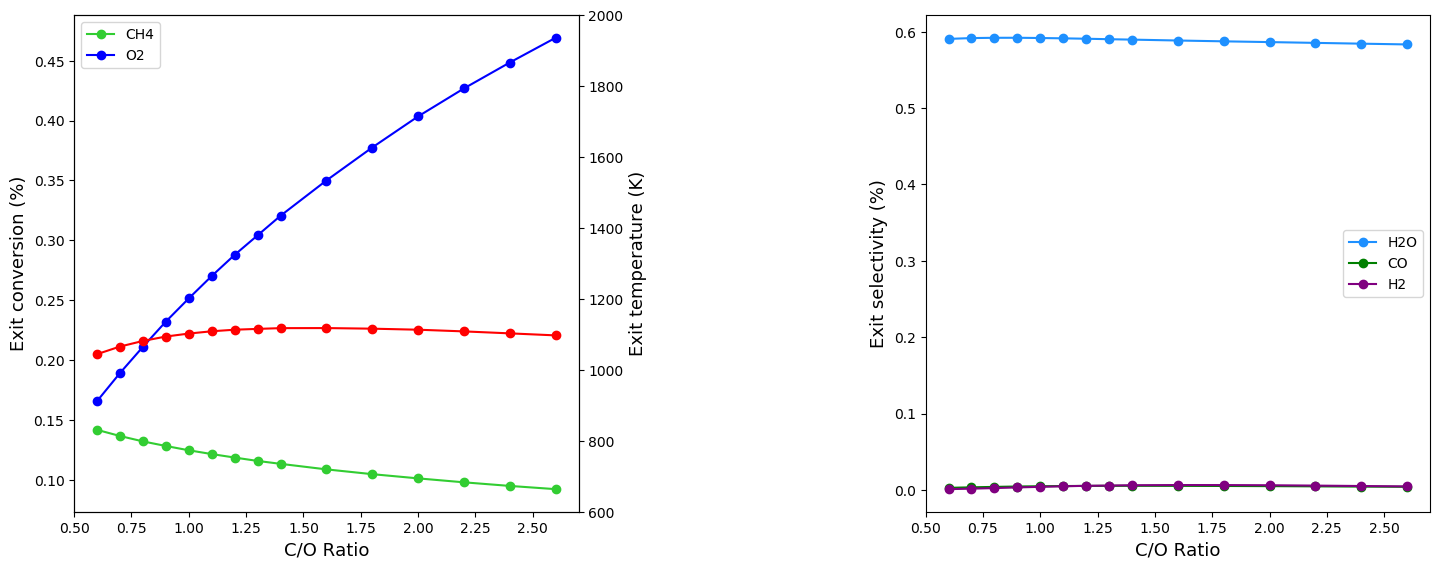 CH4
O2
0.45
0.40
0.35
0.30
0.25
0.20
0.15
0.10
Exit conversion (%)
0.50 0.75 1.00 1.25 1.50 1.75 2.00 2.25 2.50
C/O Ratio
2000
1800
1600
1400
1200
1000
800
600
Exit temperature (K)
0.6
0.5
0.4
0.3
0.2
0.1
0.0
Exit selectivity (%)
H2O
CO
H2
0.50 0.75 1.00 1.25 1.50 1.75 2.00 2.25 2.50
C/O Ratio